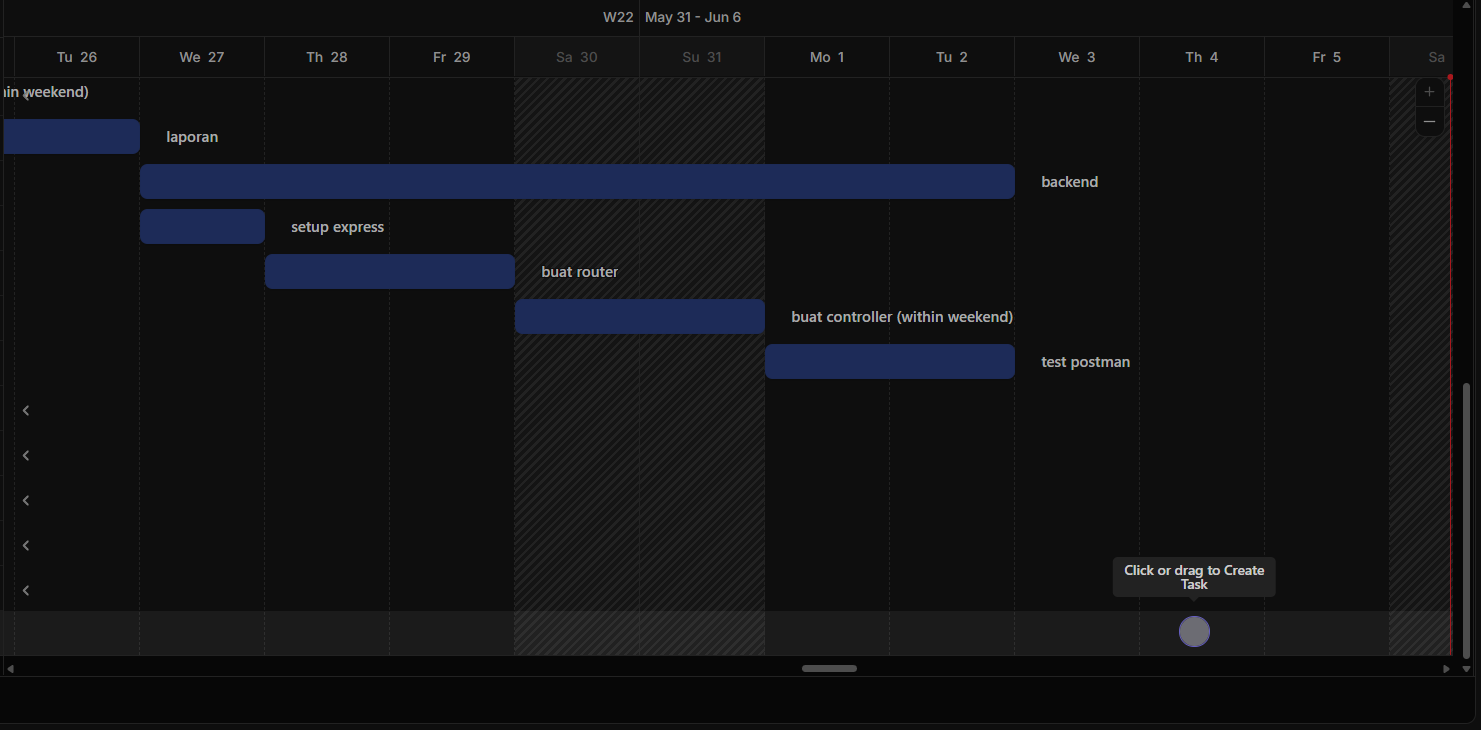 W22 May 31 - Jun 6
Tu 26 We 27 Th 28 Fr 29 Sa 30 Su 31 Mo 1 Tu 2 We 3 Th 4 Fr 5 Sa
weekend)
laporan
backend
setup express
buat router
buat controller (within weekend)
test postman
Click or drag to Create
Task